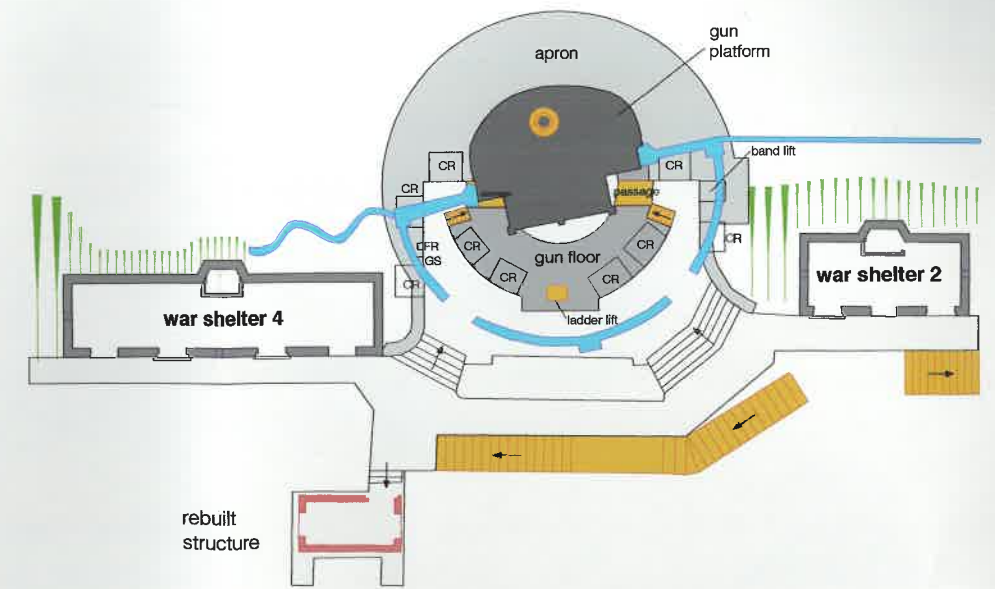 gun
platform
apron
band lift
CR
CR
CR
passage
CR
DFR
GS
CR
gun floor
CR
CR
CR
CR
CR
war shelter 2
war shelter 4
ladder lift
rebuilt
structure